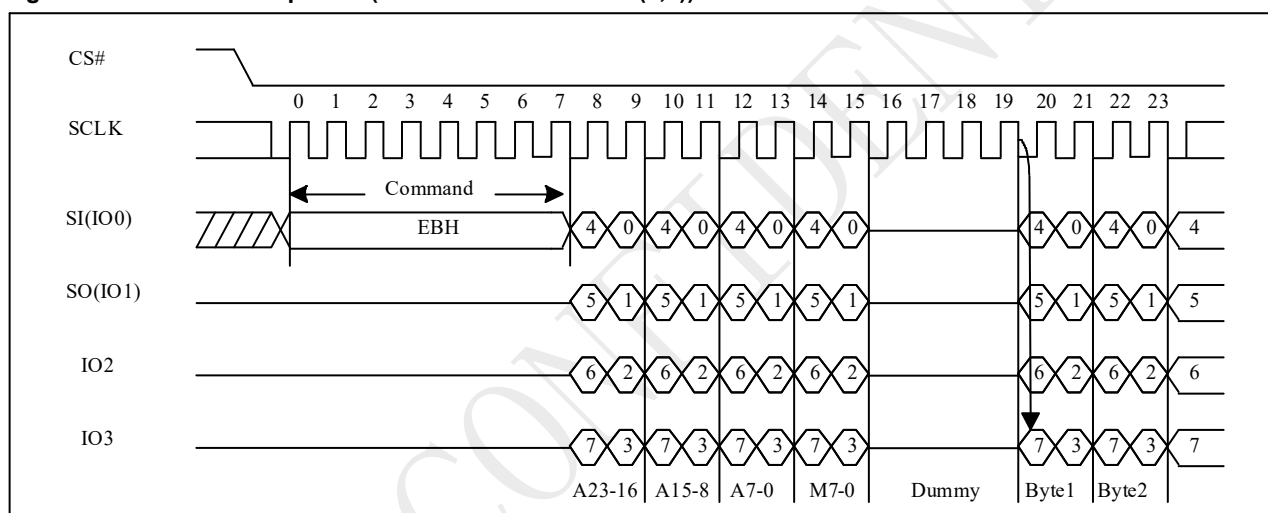 CS#
0 1 2 3 4 5 6 7 8 9 10 11 12 13 14 15 16 17 18 19 20 21 22 23
SCLK
Command
SI(IO0) EBH 4 0 4 0 4 0 4 0 4 0 4 0 4
SO(IO1) 5 1 5 1 5 1 5 1 5 1 5 1 5
IO2 6 2 6 2 6 2 6 2 6 2 6 2 6
IO3 7 3 7 3 7 3 7 3 7 3 7 3 7
A23-16 A15-8 A7-0 M7-0 Dummy Byte1 Byte2